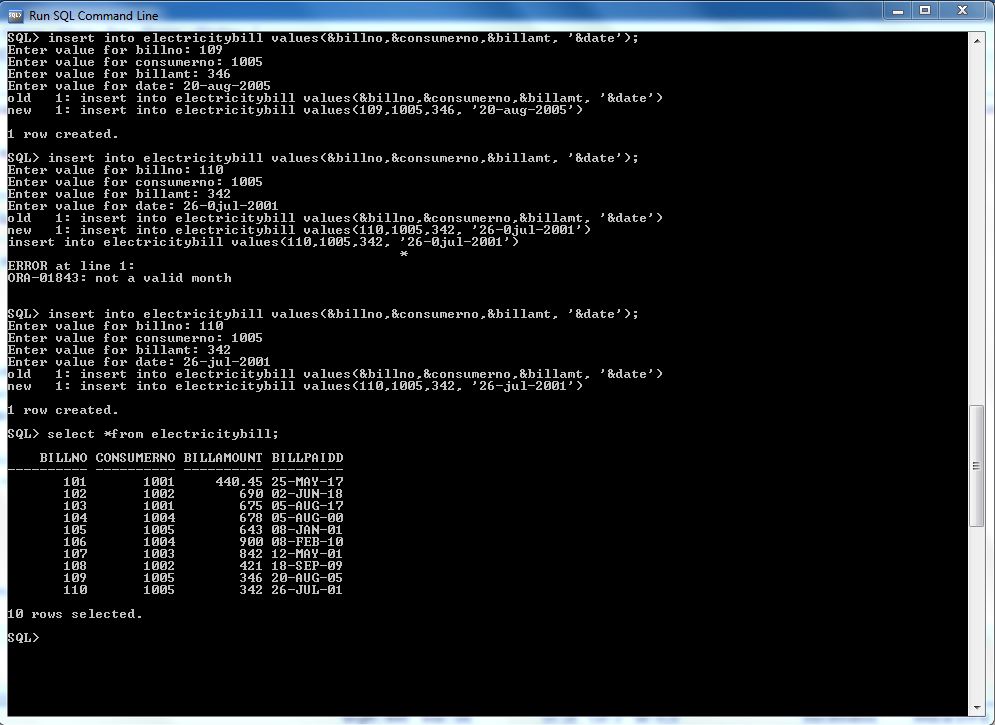 Run SQL Command Line
SQL> insert into electricitybill values(&billno,&consumerno,&billamt, '&date');
Enter value for billno: 109
Enter value for consumerno: 1005
Enter value for billamt: 346
Enter value for date: 20-aug-2005
old   1: insert into electricitybill values(&billno,&consumerno,&billamt, '&date')
new   1: insert into electricitybill values(109,1005,346, '20-aug-2005')
1 row created.
SQL> insert into electricitybill values(&billno,&consumerno,&billamt, '&date');
Enter value for billno: 110
Enter value for consumerno: 1005
Enter value for billamt: 342
Enter value for date: 26-0jul-2001
old   1: insert into electricitybill values(&billno,&consumerno,&billamt, '&date')
new   1: insert into electricitybill values(110,1005,342, '26-0jul-2001')
insert into electricitybill values(110,1005,342, '26-0jul-2001')
*
ERROR at line 1:
ORA-01843: not a valid month
SQL> insert into electricitybill values(&billno,&consumerno,&billamt, '&date');
Enter value for billno: 110
Enter value for consumerno: 1005
Enter value for billamt: 342
Enter value for date: 26-jul-2001
old   1: insert into electricitybill values(&billno,&consumerno,&billamt, '&date')
new   1: insert into electricitybill values(110,1005,342, '26-jul-2001')
1 row created.
SQL> select *from electricitybill;
BILLNO CONSUMERNO BILLAMOUNT BILLPAIDD
---------- ---------- ---------- ---------
101 1001 440.45 25-MAY-17
102 1002 690 02-JUN-18
103 1001 675 05-AUG-17
104 1004 678 05-AUG-00
105 1005 643 08-JAN-01
106 1004 900 08-FEB-10
107 1003 842 12-MAY-01
108 1002 421 18-SEP-09
109 1005 346 20-AUG-05
110 1005 342 26-JUL-01
10 rows selected.
SQL>